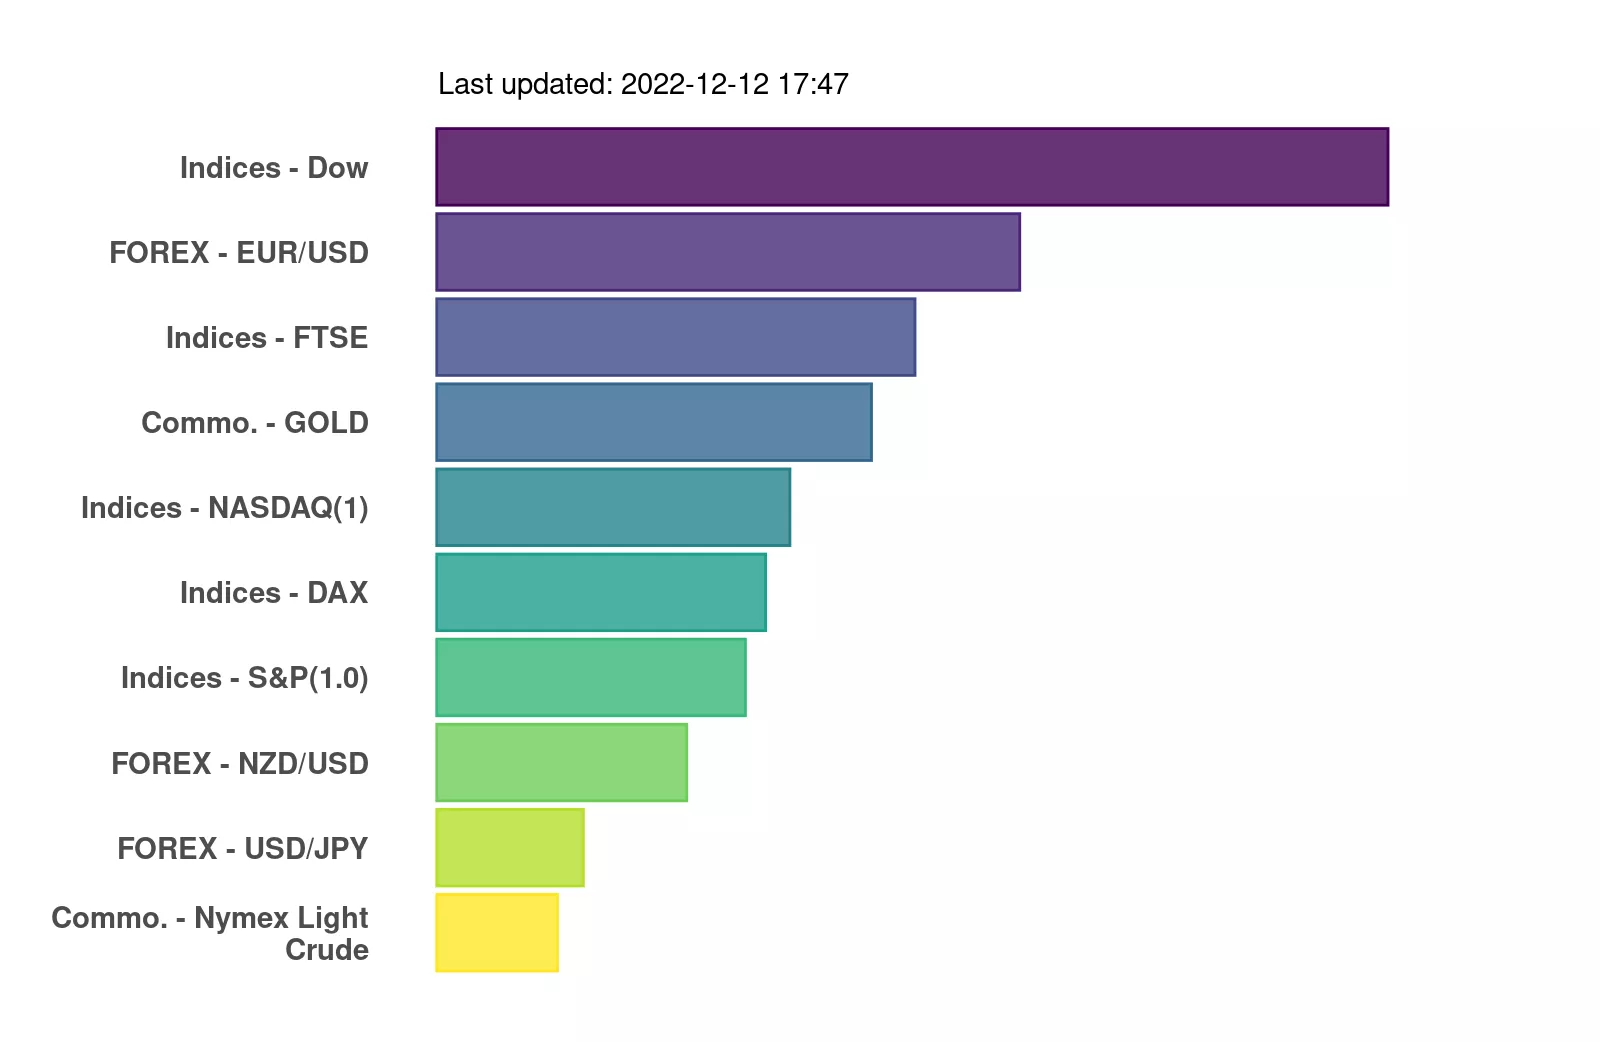 Last updated: 2022-12-12 17:47
Indices - Dow
FOREX - EUR/USD
Indices - FTSE
Commo. - GOLD
Indices - NASDAQ(1)
Indices - DAX
Indices - S&P(1.0)
FOREX - NZD/USD
FOREX - USD/JPY
Commo. - Nymex Light
Crude